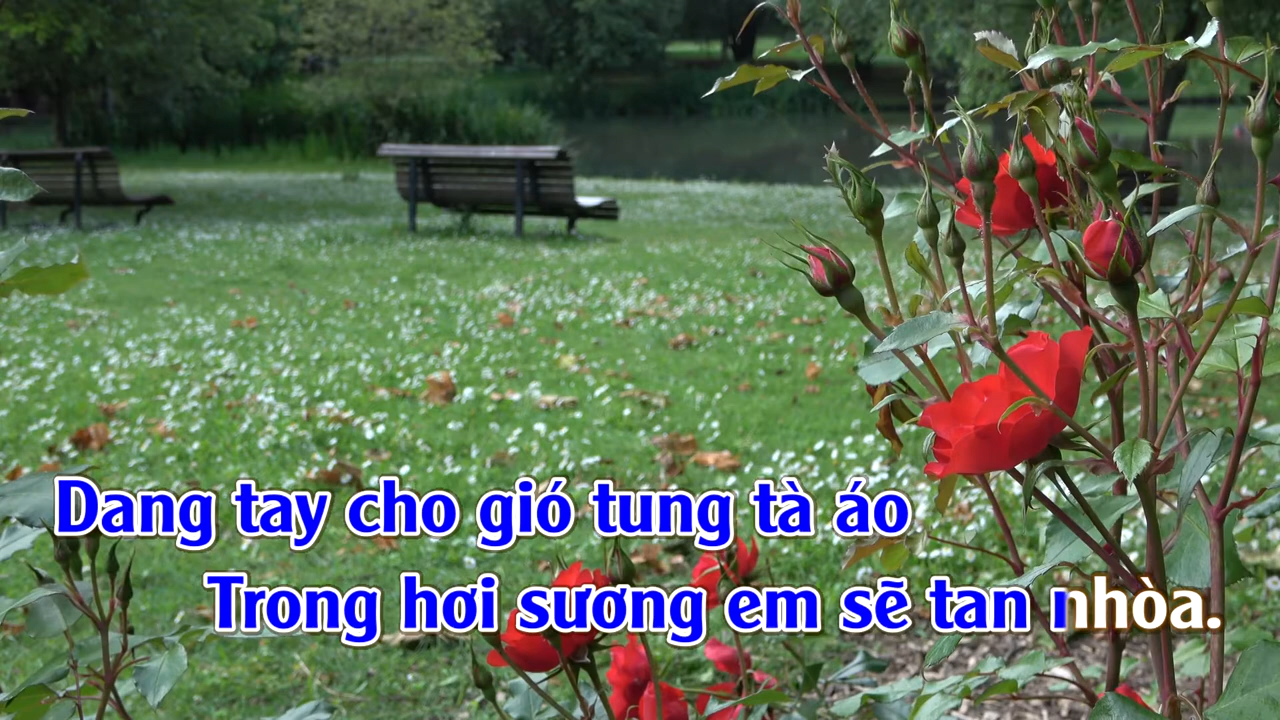 Dang tay cho gió tung tà áo
Trong hơi sương em sẽ tan nhòa.